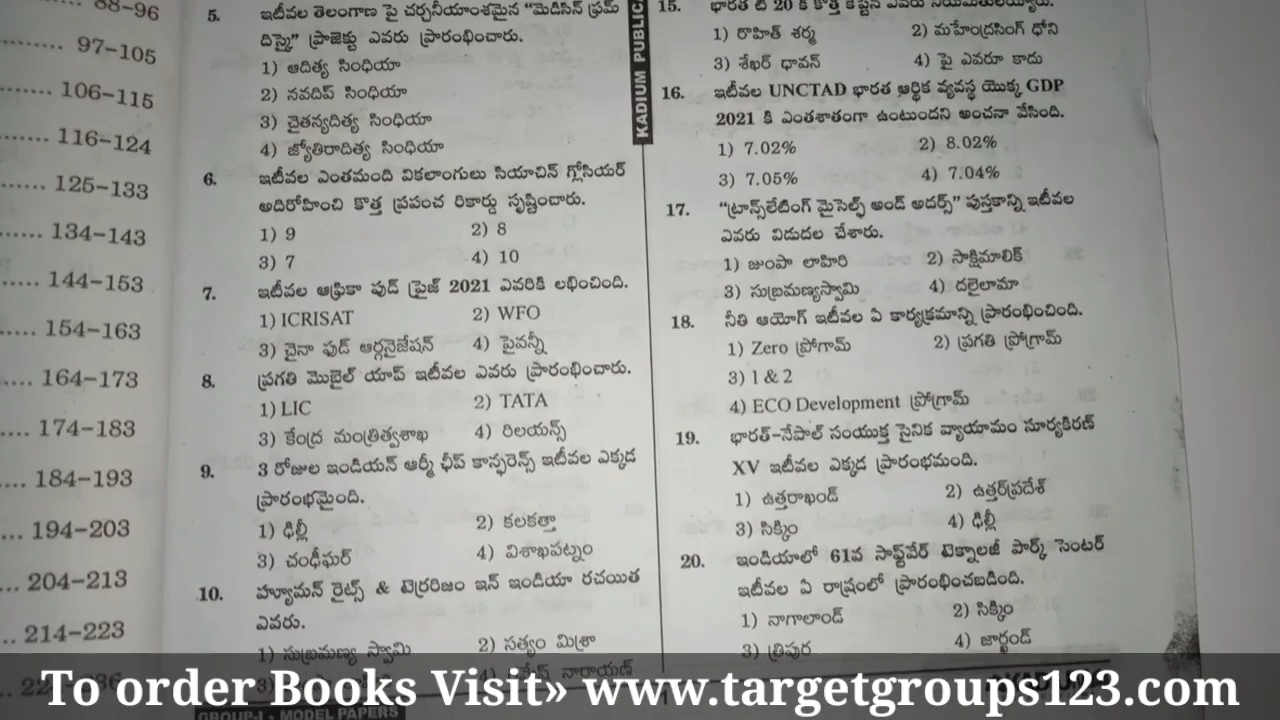 88-96
........ 97-105
........ 106-115
........ 116-124
...... 125-133
...... 134-143
..... 144-153
..... 154-163
.... 164-173
.... 174-183
... 184-193
... 194-203
... 204-213
.. 214-223
5. ఇటీవల తెలంగాణ పై చర్చనీయాంశమైన “మెడిసిన్ ఫ్రమ్
దిస్కై” ప్రాజెక్టు ఎవరు ప్రారంభించారు.
1) ఆదిత్య సింధియా
2) నవదిప్ సింధియా
3) చైతన్యదిత్య సింధియా
4) జ్యోతిరాదిత్య సింధియా
6. ఇటీవల ఎంతమంది వికలాంగులు సియాచిన్ గ్లోసియర్
అదిరోహించి కొత్త ప్రపంచ రికార్డు సృష్టించారు.
1) 9 2) 8
3) 7 4) 10
7. ఇటీవల ఆఫ్రికా ఫుడ్ ప్రైజ్ 2021 ఎవరికి లభించింది.
1) ICRISAT 2) WFO
3) చైనా ఫుడ్ ఆర్గనైజేషన్ 4) పైవన్నీ
8. ప్రగతి మొబైల్ యాప్ ఇటీవల ఎవరు ప్రారంభించారు.
1) LIC 2) TATA
3) కేంద్ర మంత్రిత్వశాఖ 4) రిలయన్స్
9. 3 రోజుల ఇండియన్ ఆర్మీ ఛీప్ కాన్ఫరెన్స్ ఇటీవల ఎక్కడ
ప్రారంభమైంది.
1) ఢిల్లీ 2) కలకత్తా
3) చండీఘర్ 4) విశాఖపట్నం
10. హ్యూమన్ రైట్స్ & టెర్రరిజం ఇన్ ఇండియా రచయిత
ఎవరు.
1) సుబ్రమణ్య స్వామి 2) సత్యం మిశ్రా
3) 4) నారాయణ్
GROUP-I - MODEL PAPERS
KADIUM PUBLIC
15. భారత టీ 20 కి కొత్త కెప్టెన్ ఎవరు నియమితులయ్యారు.
1) రోహిత్ శర్మ 2) మహేంద్రసింగ్ ధోని
3) శేఖర్ ధావన్ 4) పై ఎవరూ కాదు
16. ఇటీవల UNCTAD భారత ఆర్థిక వ్యవస్థ యొక్క GDP
2021 కి ఎంతశాతంగా ఉంటుందని అంచనా వేసింది.
1) 7.02% 2) 8.02%
3) 7.05% 4) 7.04%
17. “ట్రాన్స్‌లేటింగ్ మైసెల్ఫ్ అండ్ అదర్స్” పుస్తకాన్ని ఇటీవల
ఎవరు విడుదల చేశారు.
1) జుంపా లాహిరి 2) సాక్షిమాలిక్
3) సుబ్రమణ్యస్వామి 4) దలైలామా
18. నీతి ఆయోగ్ ఇటీవల ఏ కార్యక్రమాన్ని ప్రారంభించింది.
1) Zero ప్రోగామ్ 2) ప్రగతి ప్రోగ్రామ్
3) 1 & 2
4) ECO Development ప్రోగ్రామ్
19. భారత్-నేపాల్ సంయుక్త సైనిక వ్యాయామం సూర్యకిరణ్
XV ఇటీవల ఎక్కడ ప్రారంభమంది.
1) ఉత్తరాఖండ్ 2) ఉత్తర్‌ప్రదేశ్
3) సిక్కిం 4) ఢిల్లీ
20. ఇండియాలో 61వ సాఫ్ట్‌వేర్ టెక్నాలజీ పార్క్ సెంటర్
ఇటీవల ఏ రాష్ట్రంలో ప్రారంభించబడింది.
1) నాగాలాండ్ 2) సిక్కిం
3) త్రిపుర 4) జార్ఖండ్
To order Books Visit» www.targetgroups123.com